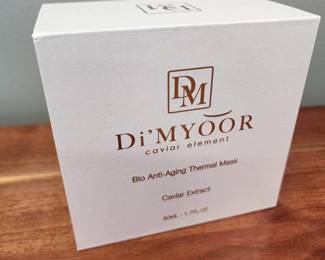 DM
Di'MYOOR
caviar element
Bio Anti-Aging Thermal Mask
Caviar Extract
50ML - 1.7FL.OZ